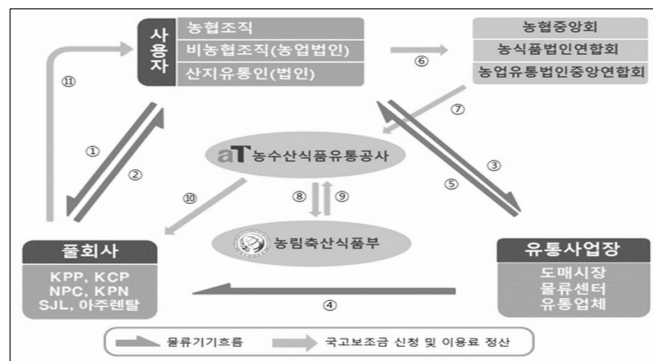 사용자
농협조직
비농협조직(농업법인)
산지유통인(법인)
농협중앙회
농식품법인연합회
농업유통법인중앙연합회
⑪
⑥
⑦
①
②
③
⑤
aT 농수산식품유통공사
⑩
⑧
⑨
농림축산식품부
풀회사
KPP, KCP
NPC, KPN
SJL, 아주렌탈
유통사업장
도매시장
물류센터
유통업체
④
물류기기흐름
국고보조금 신청 및 이용료 정산